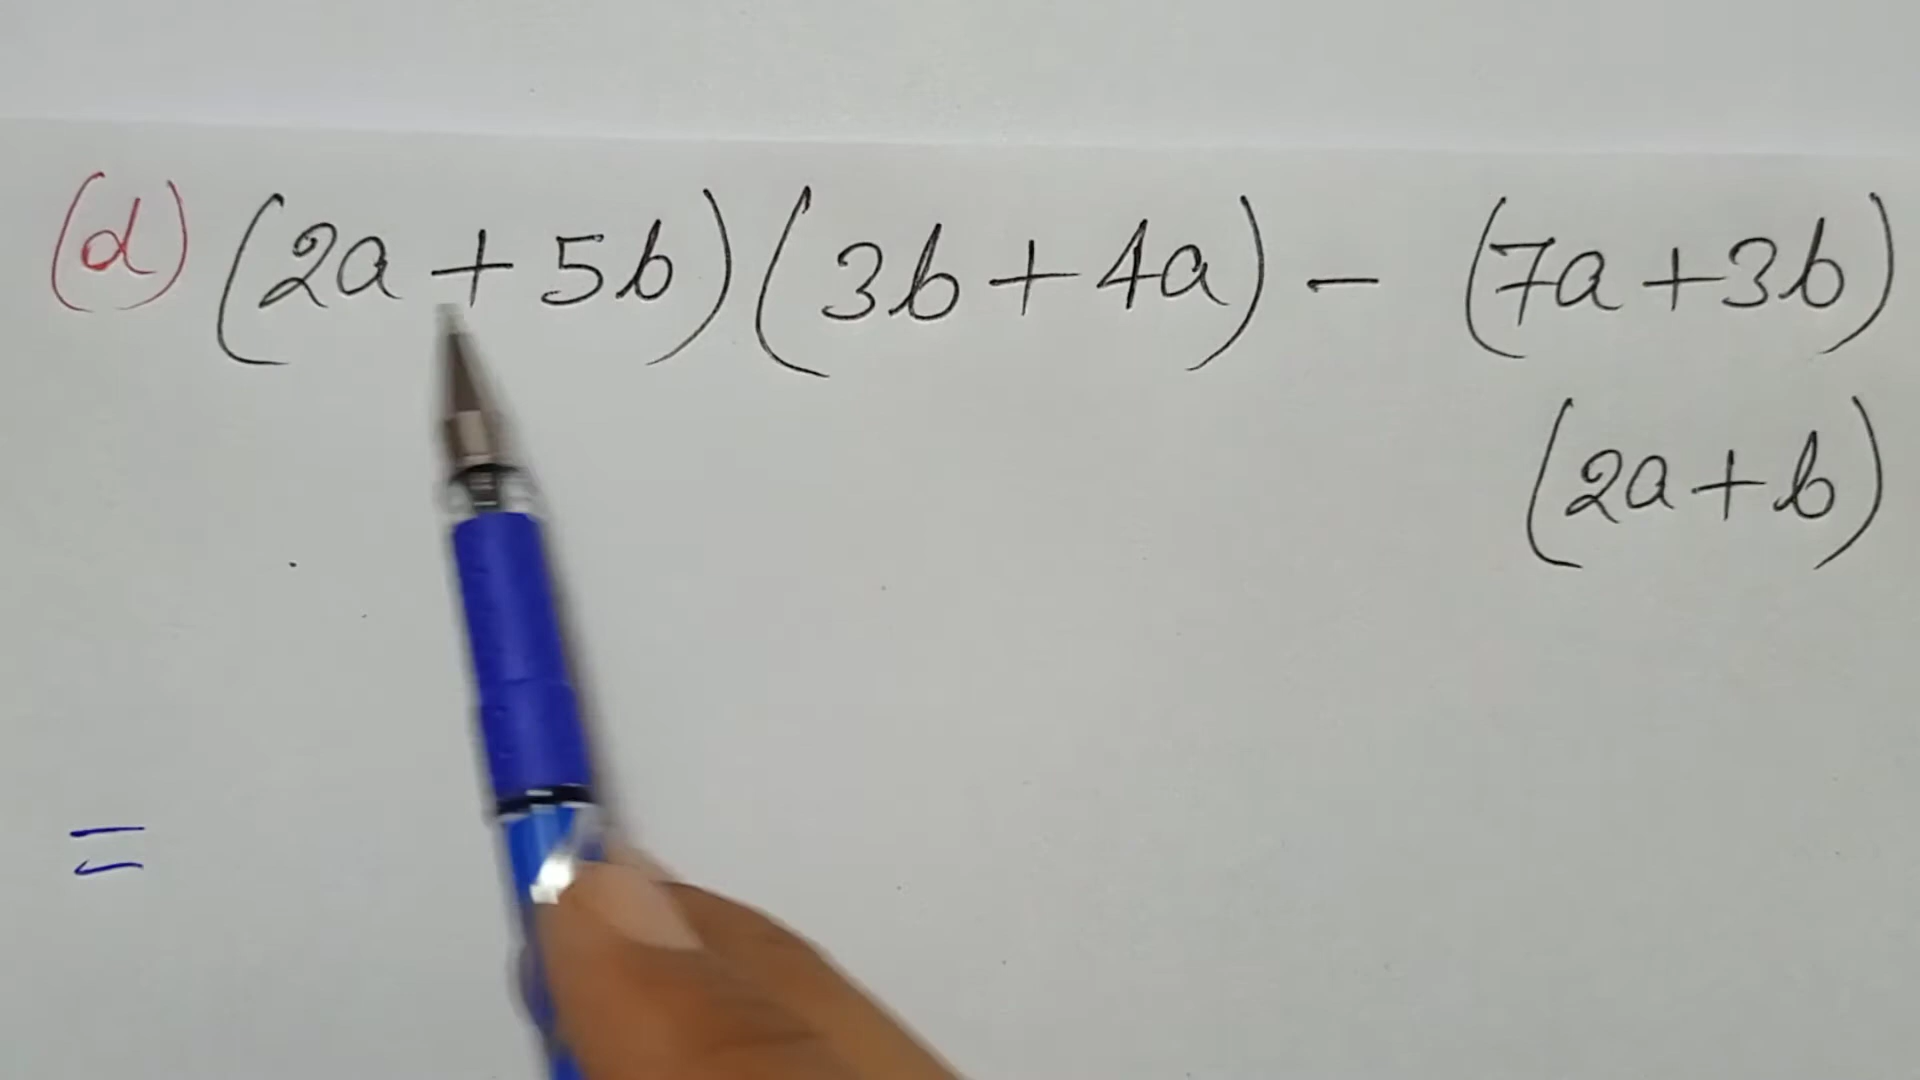 (d) (2a + 5b) (3b + 4a) - (7a + 3b)
(2a + b)
=